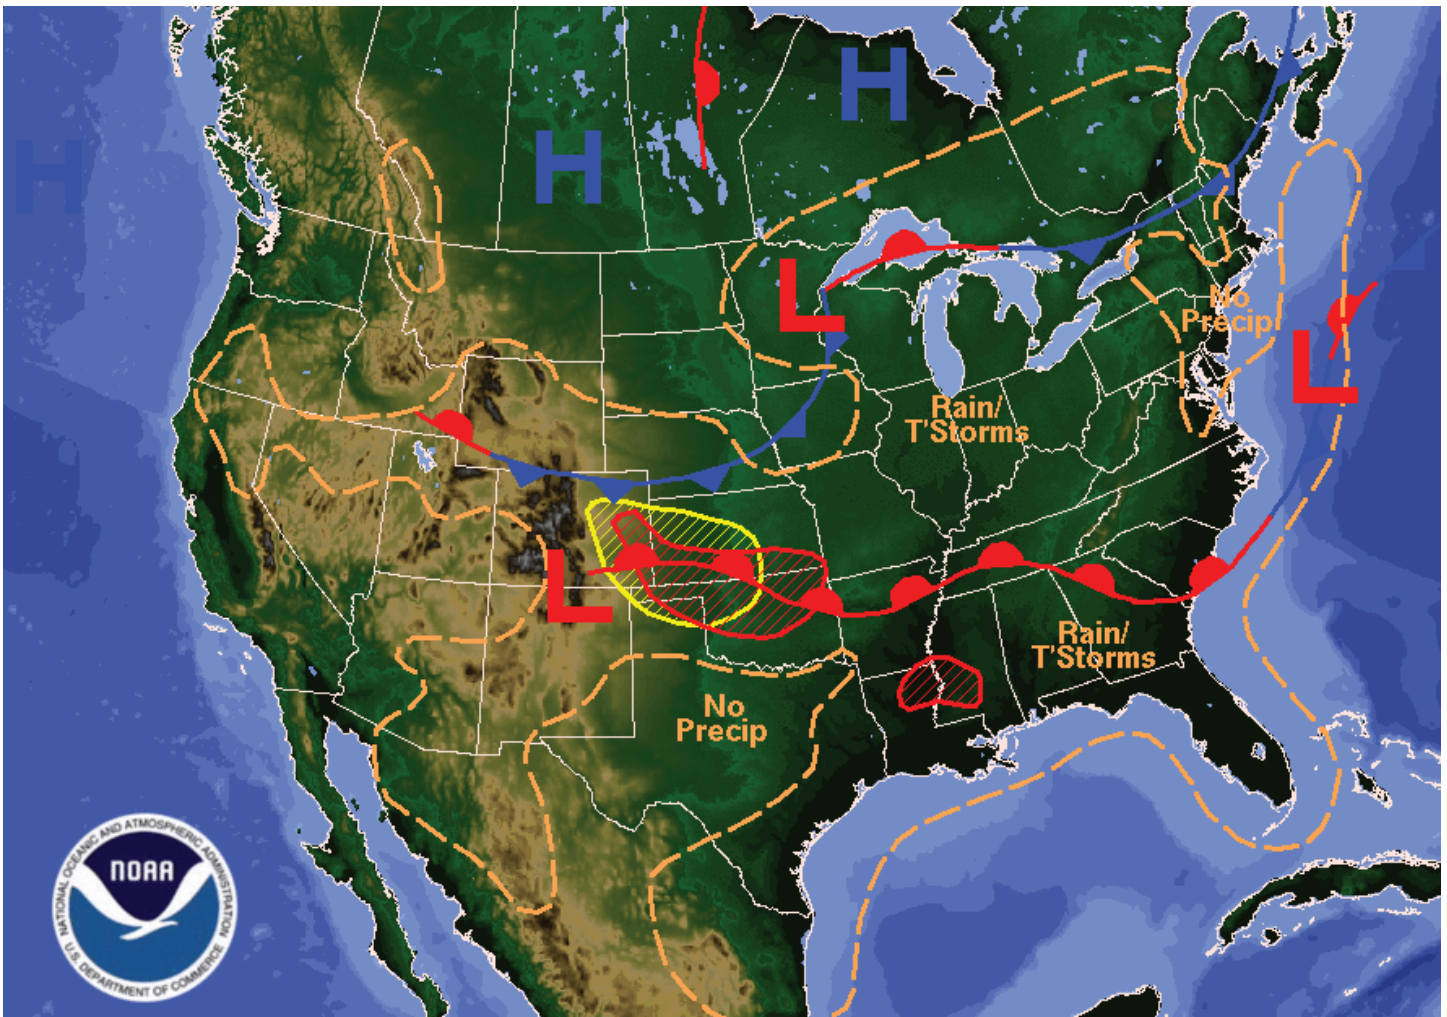 H
H
H
H
L
No
Precip
L
Rain/
T'Storms
L
Rain/
T'Storms
No
Precip
NATIONAL OCEANIC AND ATMOSPHERIC ADMINISTRATION
NOAA
U.S. DEPARTMENT OF COMMERCE